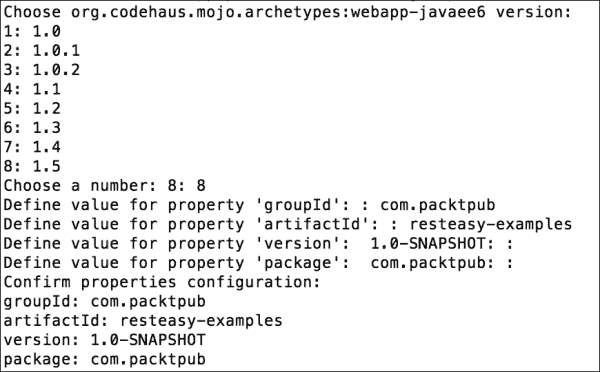 Choose org.codehaus.mojo.archetypes:webapp-javaee6 version:
1: 1.0
2: 1.0.1
3: 1.0.2
4: 1.1
5: 1.2
6: 1.3
7: 1.4
8: 1.5
Choose a number: 8: 8
Define value for property 'groupId': : com.packtpub
Define value for property 'artifactId': : resteasy-examples
Define value for property 'version':  1.0-SNAPSHOT: :
Define value for property 'package':  com.packtpub: :
Confirm properties configuration:
groupId: com.packtpub
artifactId: resteasy-examples
version: 1.0-SNAPSHOT
package: com.packtpub